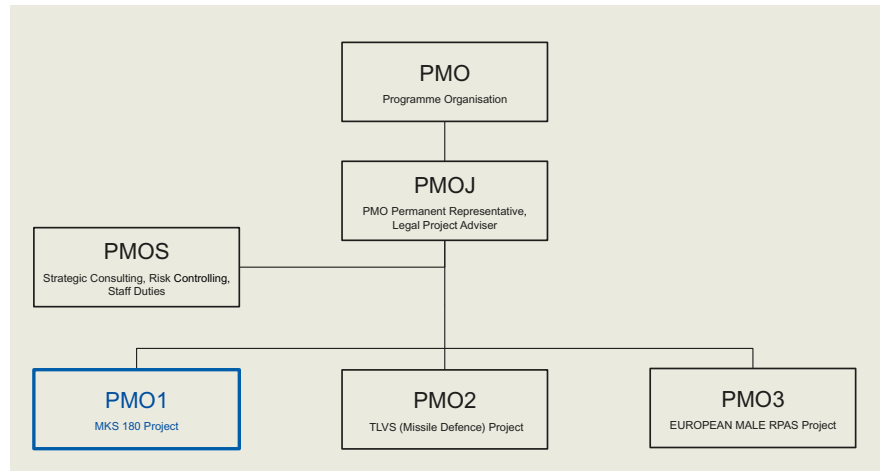 PMO
Programme Organisation
PMOJ
PMO Permanent Representative,
Legal Project Adviser
PMOS
Strategic Consulting, Risk Controlling,
Staff Duties
PMO1
MKS 180 Project
PMO2
TLVS (Missile Defence) Project
PMO3
EUROPEAN MALE RPAS Project